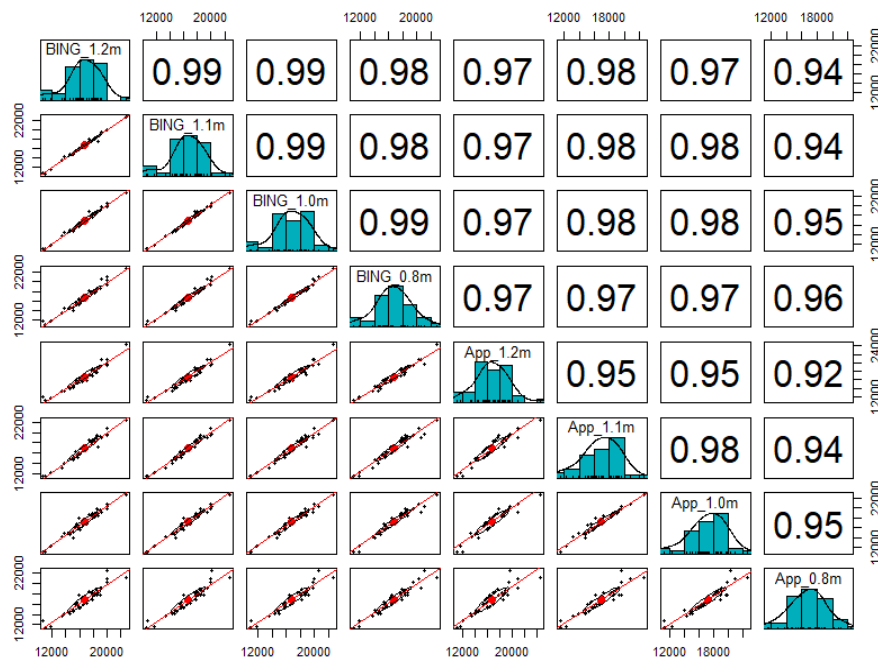 12000 20000 12000 18000 12000 18000
BING_1.2m 0.99 0.99 0.98 0.97 0.98 0.97 0.94 12000 22000
12000 22000 BING_1.1m 0.99 0.98 0.97 0.98 0.98 0.94
BING_1.0m 0.99 0.97 0.98 0.98 0.95 12000 22000
12000 22000 BING_0.8m 0.97 0.97 0.97 0.96
App_1.2m 0.95 0.95 0.92 12000 24000
12000 22000 App_1.1m 0.98 0.94
App_1.0m 0.95 12000 22000
12000 22000 App_0.8m
12000 20000 12000 20000 12000 20000 12000 18000